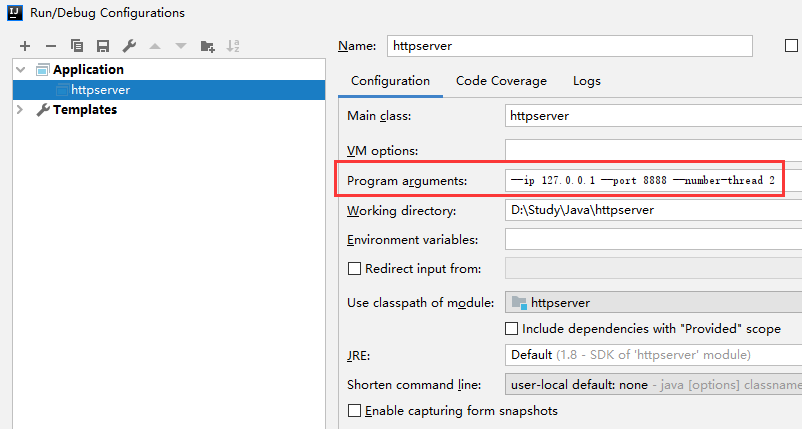 IJ Run/Debug Configurations
Name: httpserver
Application
httpserver
Templates
Configuration Code Coverage Logs
Main class: httpserver
VM options:
Program arguments: --ip 127.0.0.1 --port 8888 --number-thread 2
Working directory: D:\Study\Java\httpserver
Environment variables:
Redirect input from:
Use classpath of module: httpserver
Include dependencies with "Provided" scope
JRE: Default (1.8 - SDK of 'httpserver' module)
Shorten command line: user-local default: none - java [options] classname
Enable capturing form snapshots